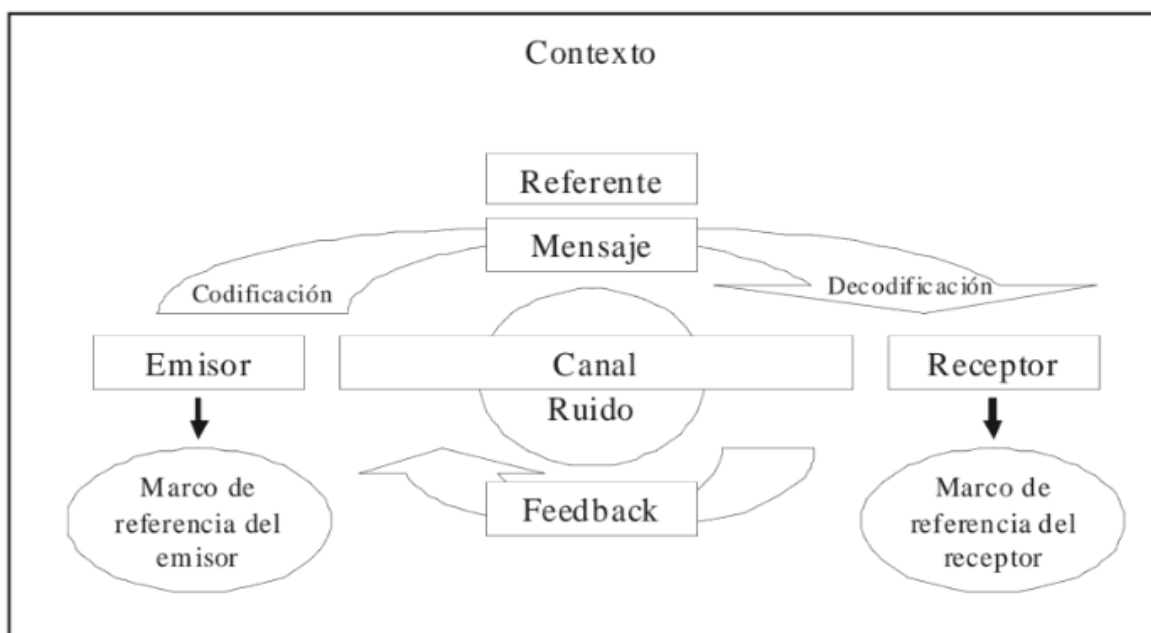 Contexto
Referente
Mensaje
Codificación
Decodificación
Emisor
Canal
Receptor
Ruido
Marco de
referencia del
emisor
Feedback
Marco de
referencia del
receptor